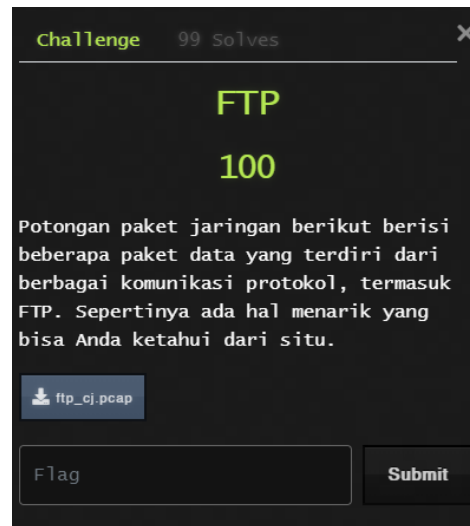 Challenge 99 Solves ×
FTP
100
Potongan paket jaringan berikut berisi
beberapa paket data yang terdiri dari
berbagai komunikasi protokol, termasuk
FTP. Sepertinya ada hal menarik yang
bisa Anda ketahui dari situ.
ftp_cj.pcap
Flag Submit